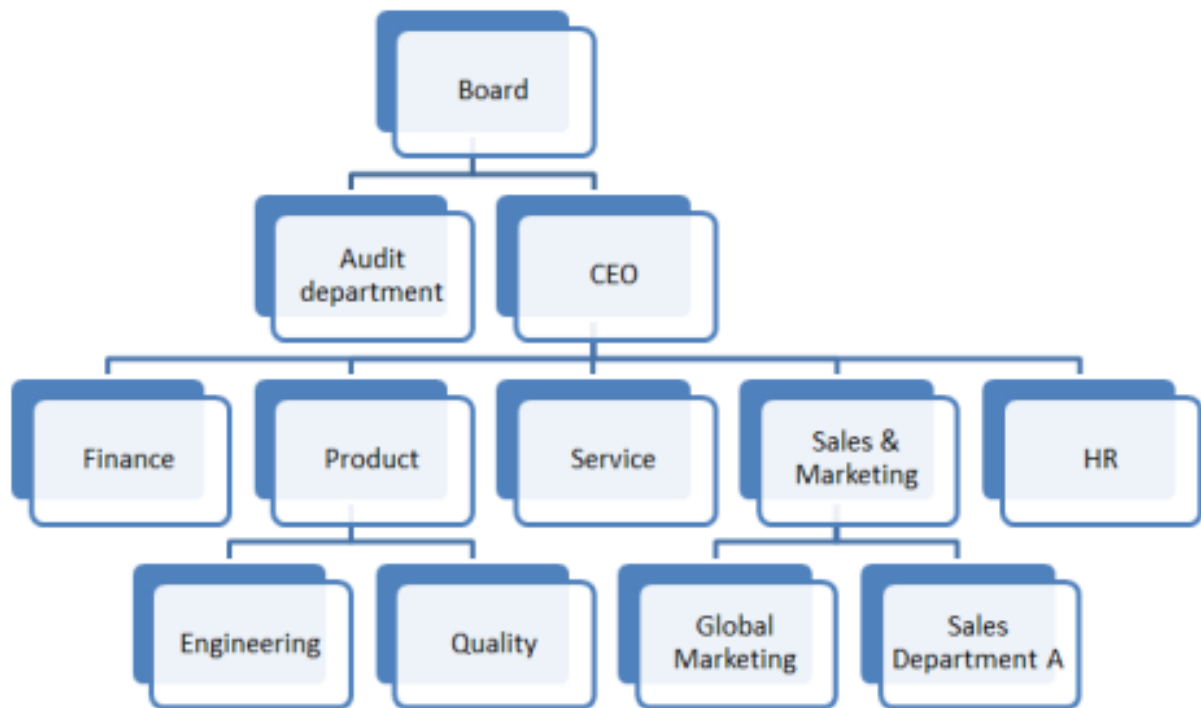 Board
Audit
department
CEO
Finance
Product
Service
Sales &
Marketing
HR
Engineering
Quality
Global
Marketing
Sales
Department A